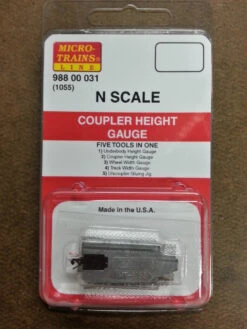 MICRO-
TRAINS®
LINE
988 00 031
(1055)
N SCALE
COUPLER HEIGHT
GAUGE
FIVE TOOLS IN ONE
1) Underbody Height Gauge
2) Coupler Height Gauge
3) Wheel Width Gauge
4) Track Width Gauge
5) Uncoupler Gluing Jig
Made in the U.S.A.